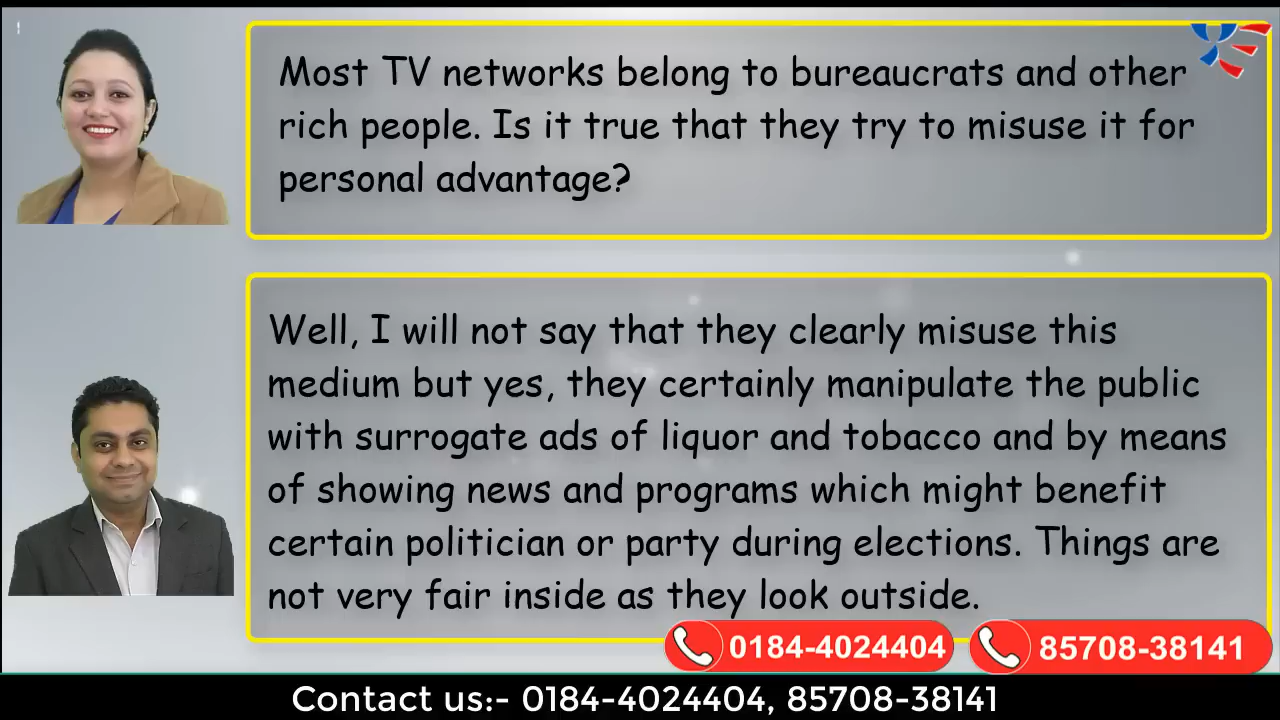 Most TV networks belong to bureaucrats and other
rich people. Is it true that they try to misuse it for
personal advantage?
Well, I will not say that they clearly misuse this
medium but yes, they certainly manipulate the public
with surrogate ads of liquor and tobacco and by means
of showing news and programs which might benefit
certain politician or party during elections. Things are
not very fair inside as they look outside.
0184-4024404 85708-38141
Contact us:- 0184-4024404, 85708-38141